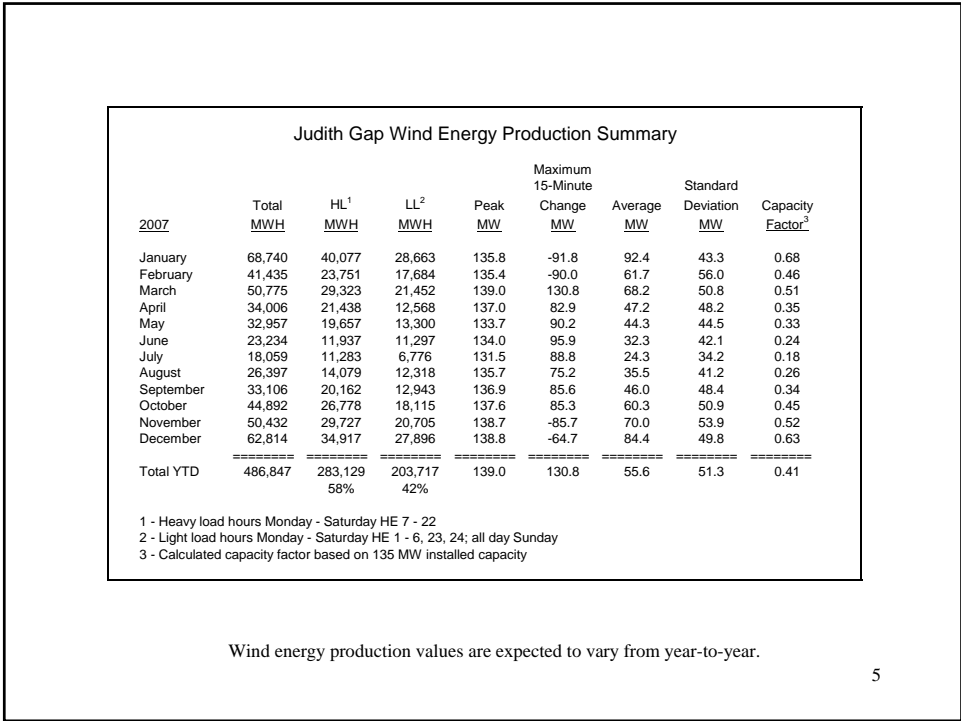 Judith Gap Wind Energy Production Summary
Maximum
15-Minute Standard
Total HL¹ LL² Peak Change Average Deviation Capacity
2007 MWH MWH MWH MW MW MW MW Factor³
January 68,740 40,077 28,663 135.8 -91.8 92.4 43.3 0.68
February 41,435 23,751 17,684 135.4 -90.0 61.7 56.0 0.46
March 50,775 29,323 21,452 139.0 130.8 68.2 50.8 0.51
April 34,006 21,438 12,568 137.0 82.9 47.2 48.2 0.35
May 32,957 19,657 13,300 133.7 90.2 44.3 44.5 0.33
June 23,234 11,937 11,297 134.0 95.9 32.3 42.1 0.24
July 18,059 11,283 6,776 131.5 88.8 24.3 34.2 0.18
August 26,397 14,079 12,318 135.7 75.2 35.5 41.2 0.26
September 33,106 20,162 12,943 136.9 85.6 46.0 48.4 0.34
October 44,892 26,778 18,115 137.6 85.3 60.3 50.9 0.45
November 50,432 29,727 20,705 138.7 -85.7 70.0 53.9 0.52
December 62,814 34,917 27,896 138.8 -64.7 84.4 49.8 0.63
======== ======== ======== ======== ======== ======== ======== ========
Total YTD 486,847 283,129 203,717 139.0 130.8 55.6 51.3 0.41
58% 42%
1 - Heavy load hours Monday - Saturday HE 7 - 22
2 - Light load hours Monday - Saturday HE 1 - 6, 23, 24; all day Sunday
3 - Calculated capacity factor based on 135 MW installed capacity
Wind energy production values are expected to vary from year-to-year.
5